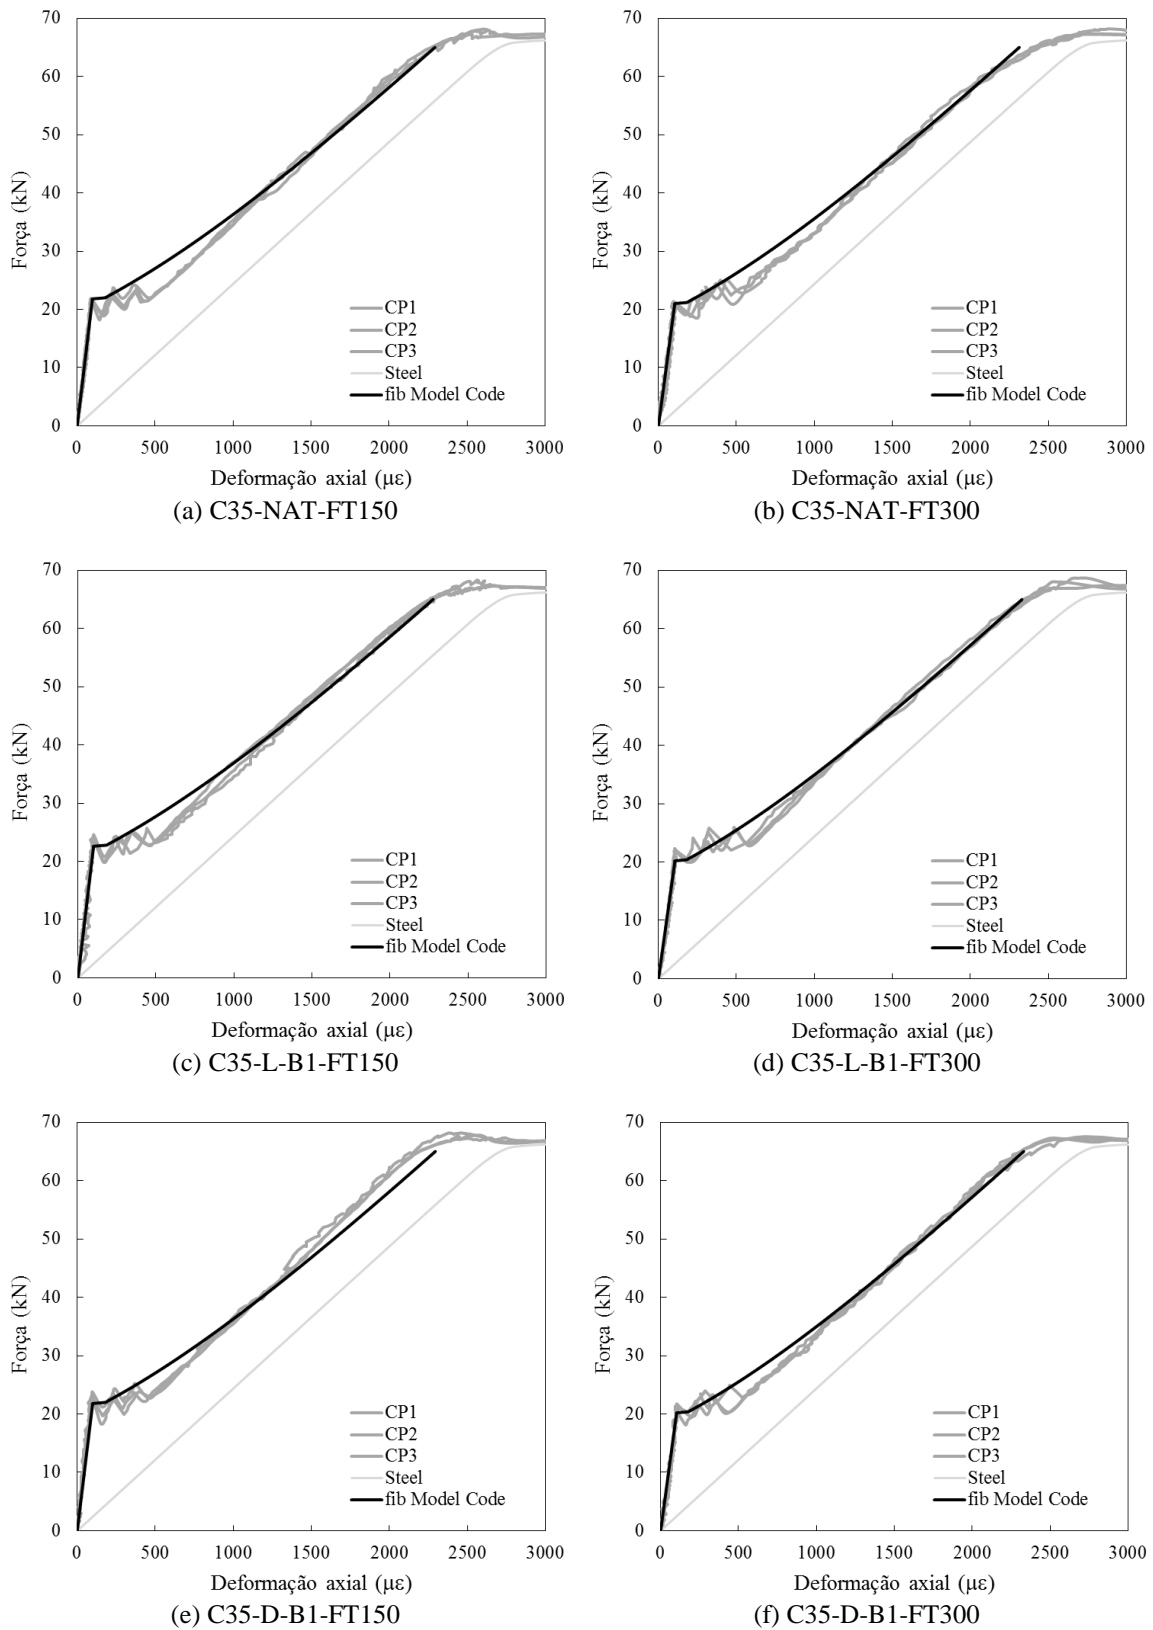 70
60
50
40
30
20
10
0
Força (kN)
CP1
CP2
CP3
Steel
fib Model Code
0 500 1000 1500 2000 2500 3000
Deformação axial (µε)
(a) C35-NAT-FT150
70
60
50
40
30
20
10
0
Força (kN)
CP1
CP2
CP3
Steel
fib Model Code
0 500 1000 1500 2000 2500 3000
Deformação axial (µε)
(b) C35-NAT-FT300
70
60
50
40
30
20
10
0
Força (kN)
CP1
CP2
CP3
Steel
fib Model Code
0 500 1000 1500 2000 2500 3000
Deformação axial (µε)
(c) C35-L-B1-FT150
70
60
50
40
30
20
10
0
Força (kN)
CP1
CP2
CP3
Steel
fib Model Code
0 500 1000 1500 2000 2500 3000
Deformação axial (µε)
(d) C35-L-B1-FT300
70
60
50
40
30
20
10
0
Força (kN)
CP1
CP2
CP3
Steel
fib Model Code
0 500 1000 1500 2000 2500 3000
Deformação axial (µε)
(e) C35-D-B1-FT150
70
60
50
40
30
20
10
0
Força (kN)
CP1
CP2
CP3
Steel
fib Model Code
0 500 1000 1500 2000 2500 3000
Deformação axial (µε)
(f) C35-D-B1-FT300